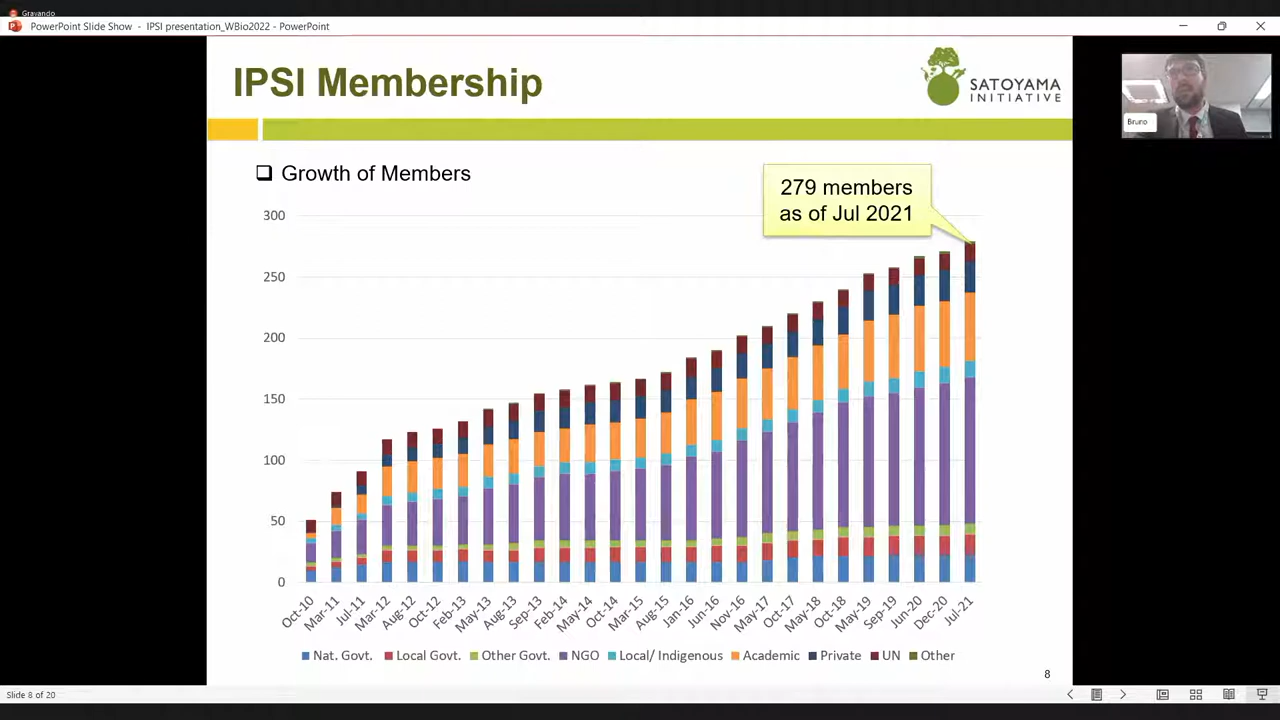 Gravando
PowerPoint Slide Show - IPSI presentation_WBio2022 - PowerPoint
IPSI Membership
SATOYAMA
INITIATIVE
Bruno
❑ Growth of Members
279 members
as of Jul 2021
300
250
200
150
100
50
0
Oct-10 Mar-11 Jul-11 Mar-12 Aug-12 Oct-12 Feb-13 May-13 Aug-13 Sep-13 Feb-14 May-14 Oct-14 Mar-15 Aug-15 Jan-16 Jun-16 Nov-16 May-17 Oct-17 May-18 Oct-18 May-19 Sep-19 Jun-20 Dec-20 Jul-21
Nat. Govt. Local Govt. Other Govt. NGO Local/ Indigenous Academic Private UN Other
8
Slide 8 of 20